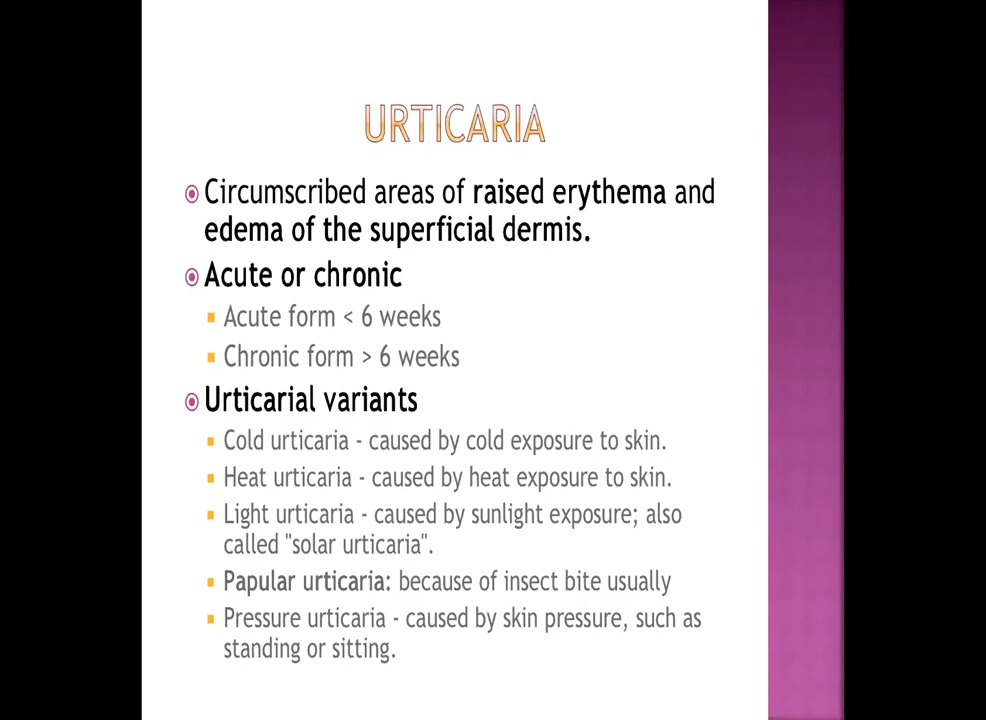 URTICARIA
Circumscribed areas of raised erythema and
edema of the superficial dermis.
Acute or chronic
Acute form < 6 weeks
Chronic form > 6 weeks
Urticarial variants
Cold urticaria - caused by cold exposure to skin.
Heat urticaria - caused by heat exposure to skin.
Light urticaria - caused by sunlight exposure; also
called "solar urticaria".
Papular urticaria: because of insect bite usually
Pressure urticaria - caused by skin pressure, such as
standing or sitting.